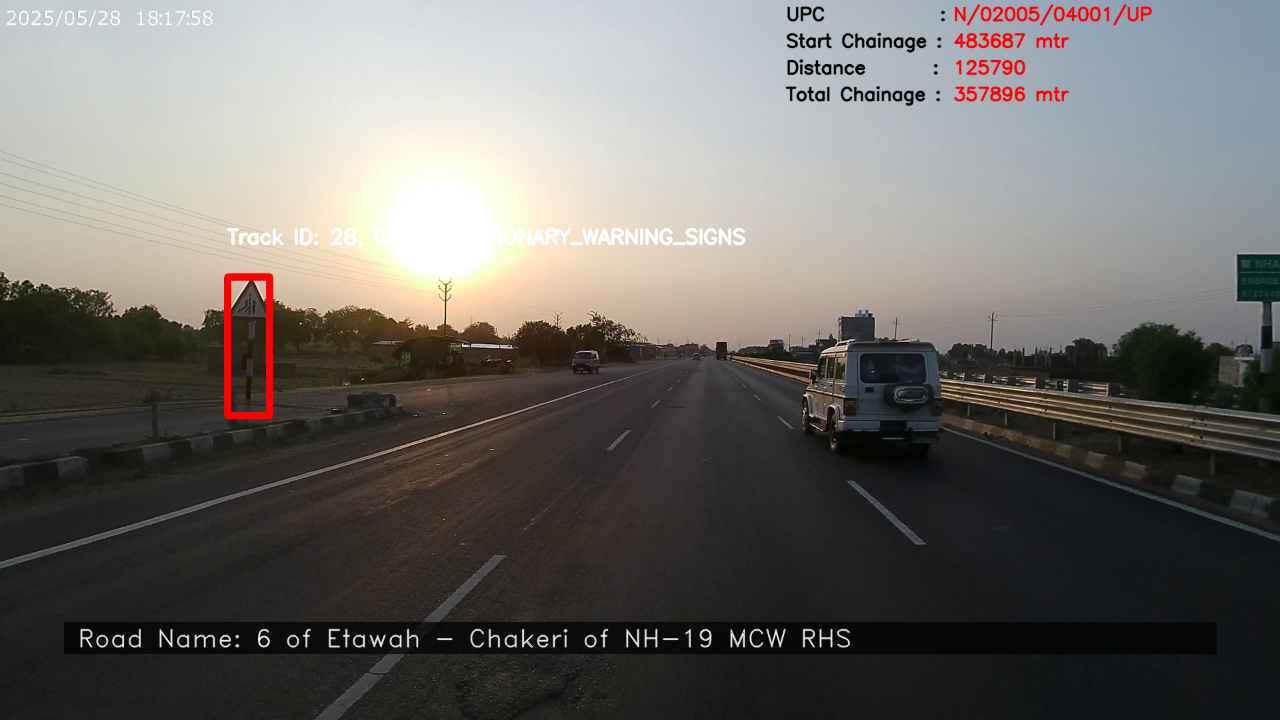 2025/05/28 18:17:58
UPC : N/02005/04001/UP
Start Chainage : 483687 mtr
Distance : 125790
Total Chainage : 357896 mtr
Track ID: 28, ONARY_WARNING_SIGNS
NHA
Road Name: 6 of Etawah - Chakeri of NH-19 MCW RHS